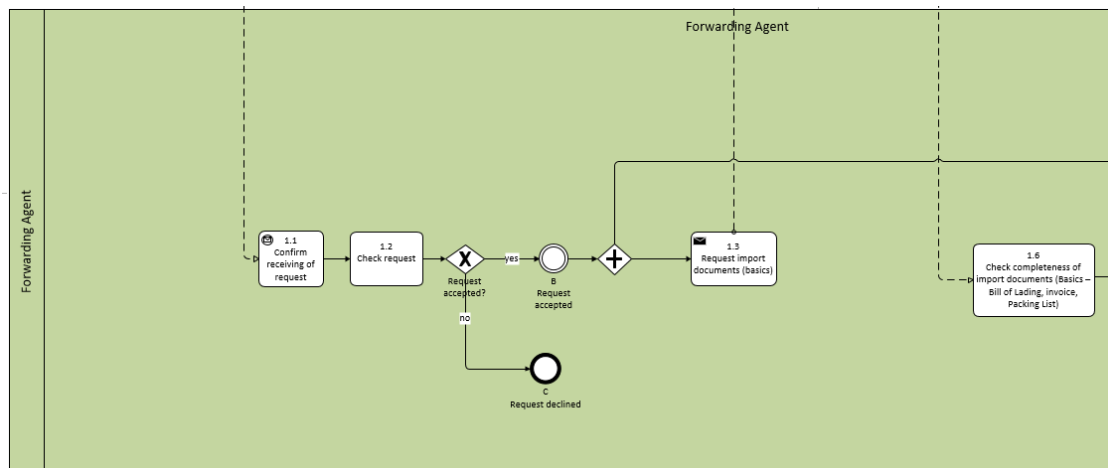 Forwarding Agent
Forwarding Agent
1.1
Confirm
receiving of
request
1.2
Check request
X
Request
accepted?
yes
B
Request
accepted
no
C
Request declined
1.3
Request import
documents (basics)
1.6
Check completeness of
import documents (Basics –
Bill of Lading, invoice,
Packing List)